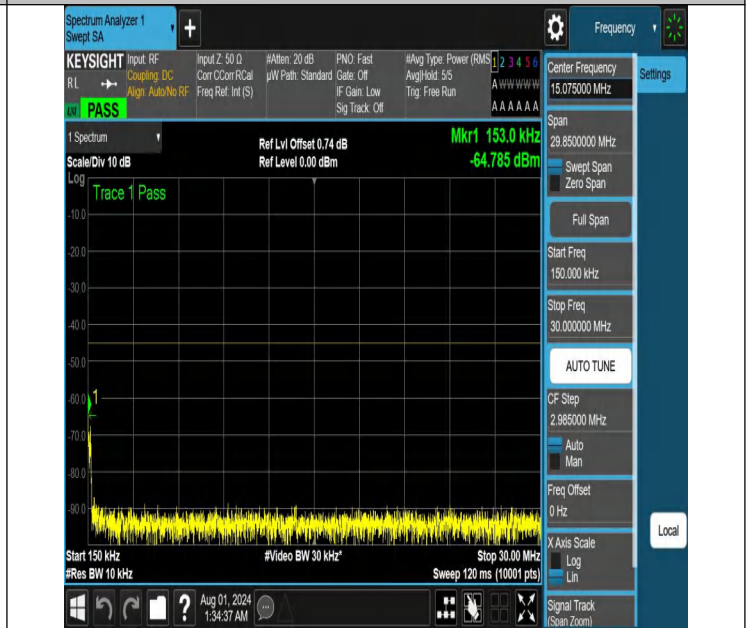 Spectrum Analyzer 1
Swept SA
+
Frequency
KEYSIGHT
RL
PASS
Input: RF
Coupling: DC
Align: Auto/No RF
Input Z: 50 Ω
Corr CCorr RCal
Freq Ref: Int (S)
#Atten: 20 dB
µW Path: Standard
PNO: Fast
Gate: Off
IF Gain: Low
Sig Track: Off
#Avg Type: Power (RMS
Avg|Hold: 5/5
Trig: Free Run
1 2 3 4 5 6
A W W W W W
A A A A A A
Center Frequency
15.075000 MHz
Settings
1 Spectrum
Scale/Div 10 dB
Ref Lvl Offset 0.74 dB
Ref Level 0.00 dBm
Mkr1 153.0 kHz
-64.785 dBm
Span
29.8500000 MHz
Swept Span
Zero Span
Full Span
Start Freq
150.000 kHz
Stop Freq
30.000000 MHz
AUTO TUNE
CF Step
2.985000 MHz
Auto
Man
Freq Offset
0 Hz
X Axis Scale
Log
Lin
Signal Track
(Span Zoom)
Local
Log
Trace 1 Pass
-10.0
-20.0
-30.0
-40.0
-50.0
-60.0
1
-70.0
-80.0
-90.0
Start 150 kHz
#Video BW 30 kHz*
Stop 30.00 MHz
#Res BW 10 kHz
Sweep 120 ms (10001 pts)
?
Aug 01, 2024
1:34:37 AM